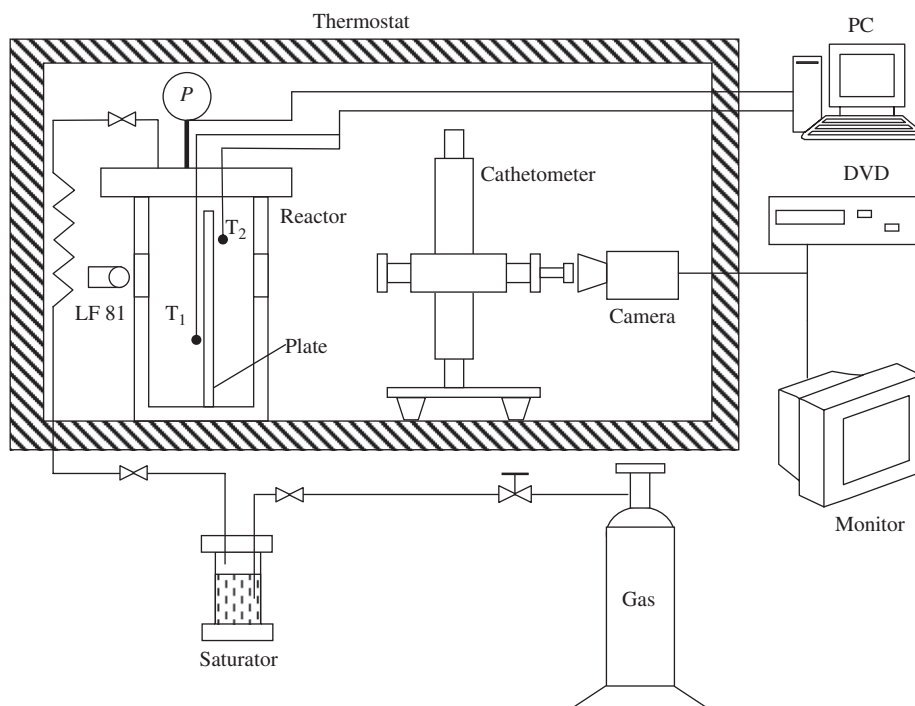 Thermostat
PC
P
Cathetometer
DVD
Reactor
T2
LF 81
T1
Camera
Plate
Monitor
Gas
Saturator